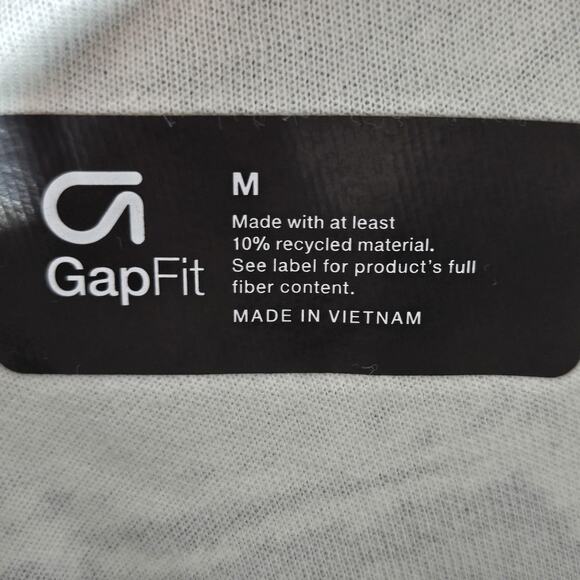 GapFit
M
Made with at least
10% recycled material.
See label for product's full
fiber content.
MADE IN VIETNAM